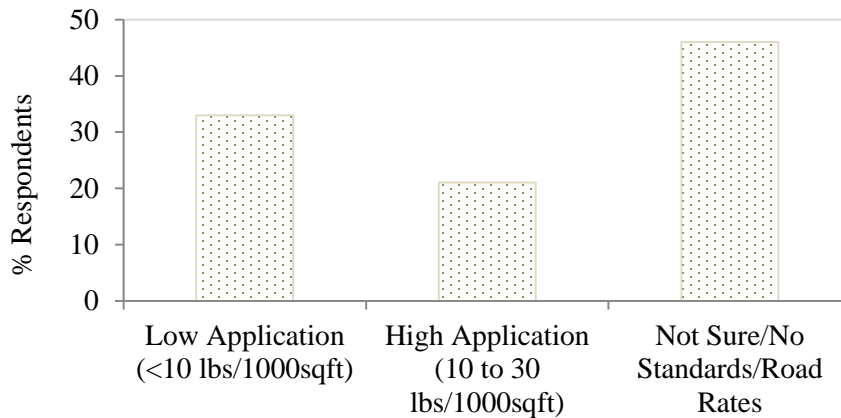 % Respondents
50
40
30
20
10
0
Low Application
(<10 lbs/1000sqft)
High Application
(10 to 30
lbs/1000sqft)
Not Sure/No
Standards/Road
Rates